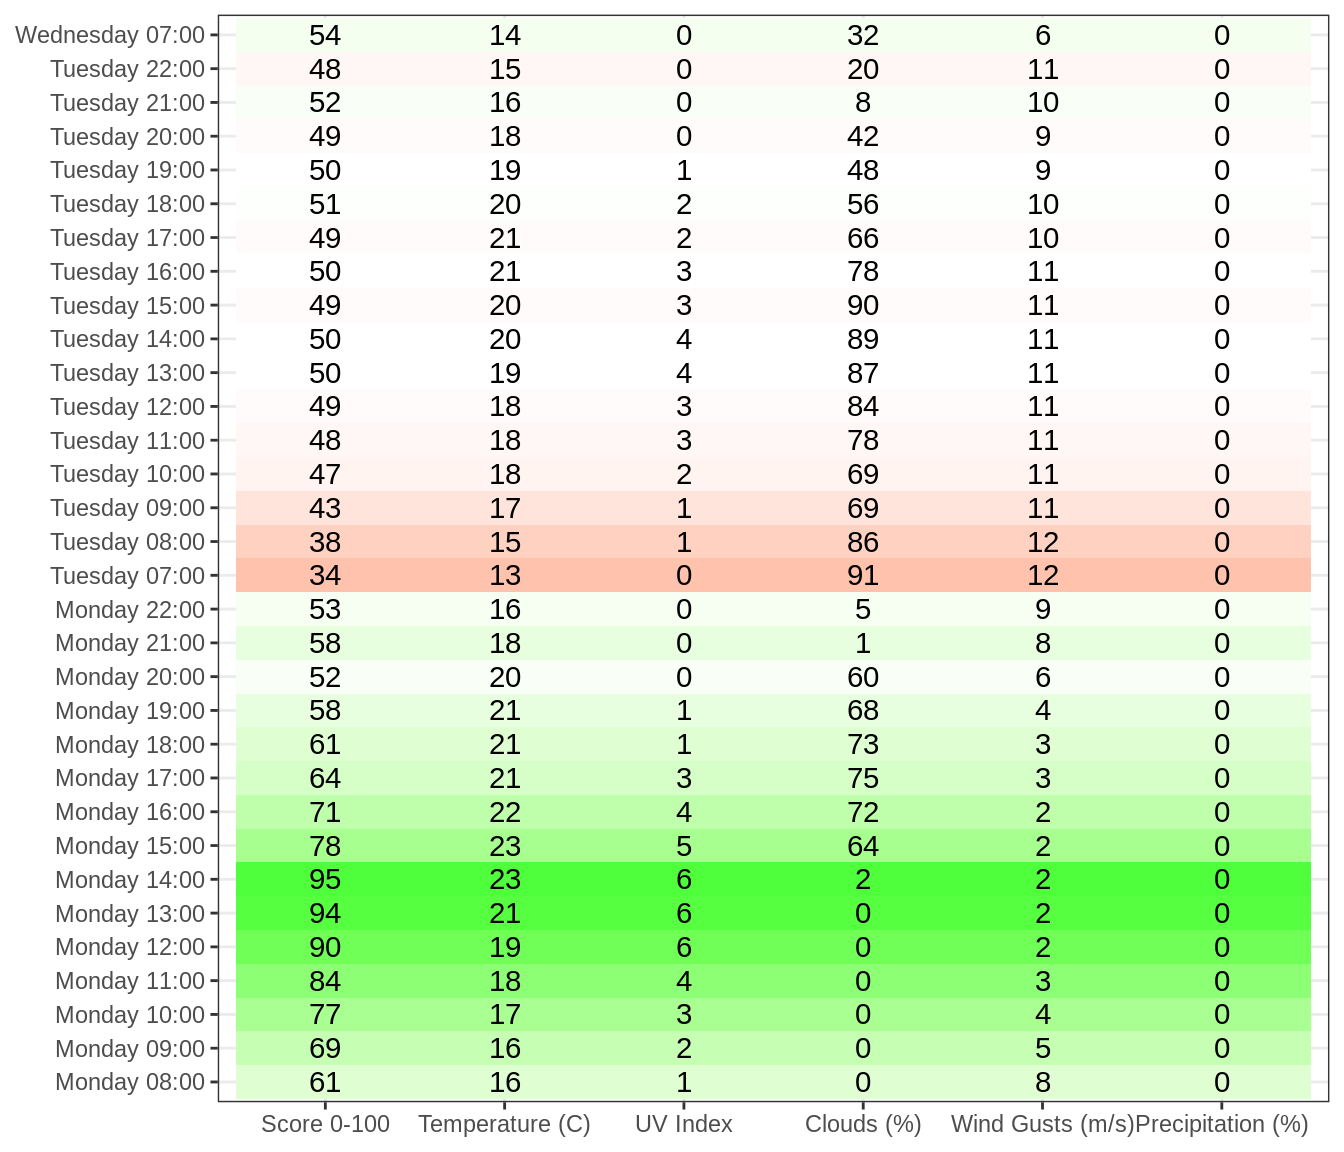 Wednesday 07:00 54 14 0 32 6 0
Tuesday 22:00 48 15 0 20 11 0
Tuesday 21:00 52 16 0 8 10 0
Tuesday 20:00 49 18 0 42 9 0
Tuesday 19:00 50 19 1 48 9 0
Tuesday 18:00 51 20 2 56 10 0
Tuesday 17:00 49 21 2 66 10 0
Tuesday 16:00 50 21 3 78 11 0
Tuesday 15:00 49 20 3 90 11 0
Tuesday 14:00 50 20 4 89 11 0
Tuesday 13:00 50 19 4 87 11 0
Tuesday 12:00 49 18 3 84 11 0
Tuesday 11:00 48 18 3 78 11 0
Tuesday 10:00 47 18 2 69 11 0
Tuesday 09:00 43 17 1 69 11 0
Tuesday 08:00 38 15 1 86 12 0
Tuesday 07:00 34 13 0 91 12 0
Monday 22:00 53 16 0 5 9 0
Monday 21:00 58 18 0 1 8 0
Monday 20:00 52 20 0 60 6 0
Monday 19:00 58 21 1 68 4 0
Monday 18:00 61 21 1 73 3 0
Monday 17:00 64 21 3 75 3 0
Monday 16:00 71 22 4 72 2 0
Monday 15:00 78 23 5 64 2 0
Monday 14:00 95 23 6 2 2 0
Monday 13:00 94 21 6 0 2 0
Monday 12:00 90 19 6 0 2 0
Monday 11:00 84 18 4 0 3 0
Monday 10:00 77 17 3 0 4 0
Monday 09:00 69 16 2 0 5 0
Monday 08:00 61 16 1 0 8 0
Score 0-100 Temperature (C) UV Index Clouds (%) Wind Gusts (m/s) Precipitation (%)